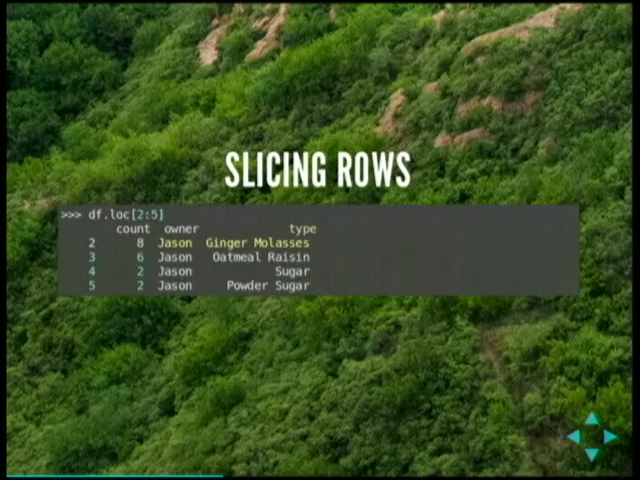 SLICING ROWS
>>> df.loc[2:5]
count owner type
2 8 Jason Ginger Molasses
3 6 Jason Oatmeal Raisin
4 2 Jason Sugar
5 2 Jason Powder Sugar